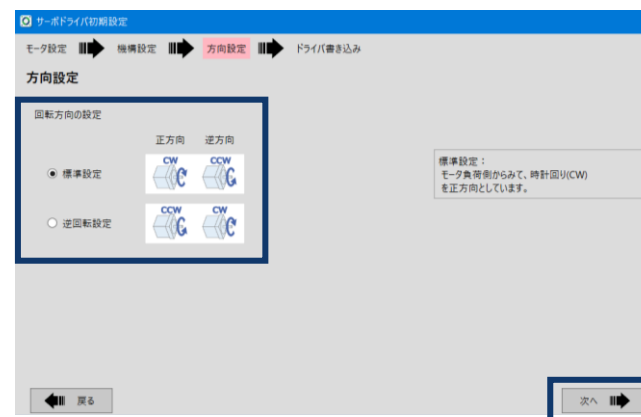 サーボドライバ初期設定
モータ設定 機構設定 方向設定 ドライバ書き込み
方向設定
回転方向の設定
正方向 逆方向
標準設定 CW CCW
逆回転設定 CCW CW
標準設定：
モータ負荷側からみて、時計回り(CW)
を正方向としています。
戻る 次へ